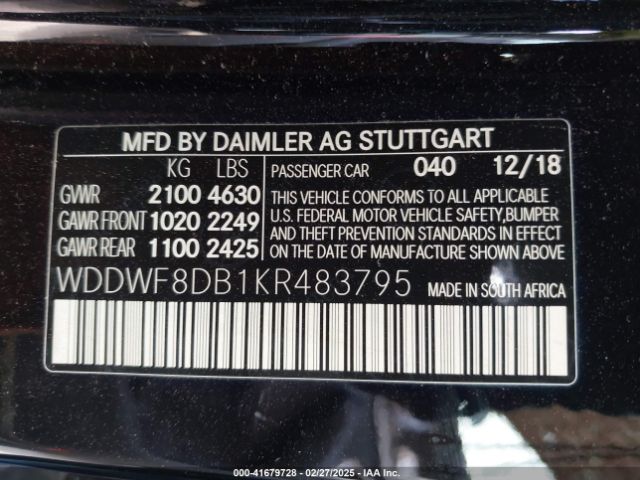 MFD BY DAIMLER AG STUTTGART
KG LBS PASSENGER CAR 040 12/18
GVWR 2100 4630 THIS VEHICLE CONFORMS TO ALL APPLICABLE
GAWR FRONT 1020 2249 U.S. FEDERAL MOTOR VEHICLE SAFETY,BUMPER
AND THEFT PREVENTION STANDARDS IN EFFECT
GAWR REAR 1100 2425 ON THE DATE OF MANUFACTURE SHOWN ABOVE.
WDDWF8DB1KR483795 MADE IN SOUTH AFRICA
000-41679728 - 02/27/2025 - IAA Inc.